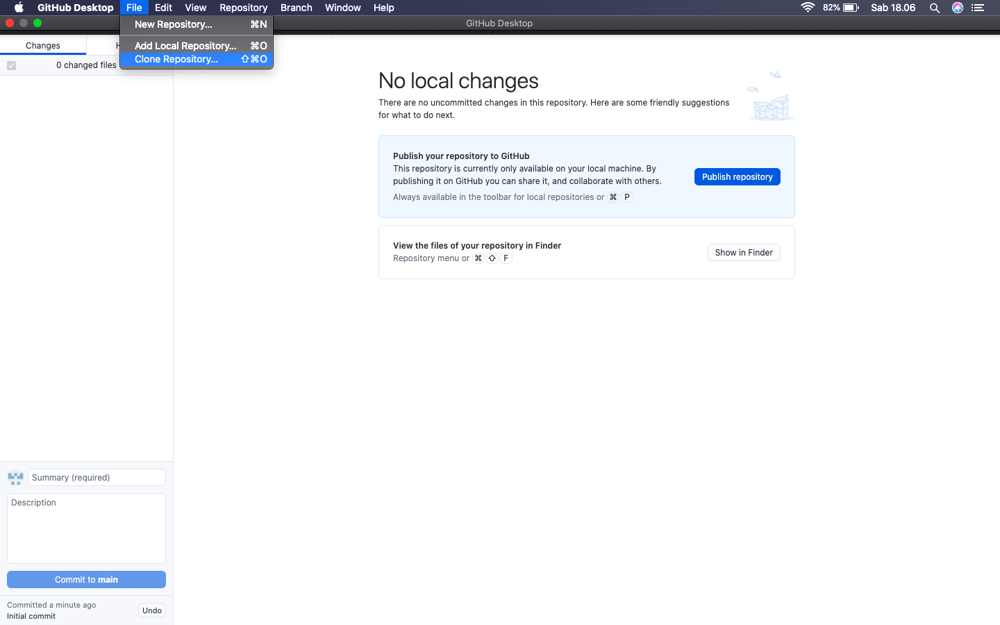 GitHub Desktop File Edit View Repository Branch Window Help 82% Sab 18.06
GitHub Desktop
New Repository... ⌘N
Add Local Repository... ⌘O
Clone Repository... ⇧⌘O
Changes H
0 changed files
No local changes
There are no uncommitted changes in this repository. Here are some friendly suggestions
for what to do next.
Publish your repository to GitHub
This repository is currently only available on your local machine. By
publishing it on GitHub you can share it, and collaborate with others.
Always available in the toolbar for local repositories or ⌘ P
Publish repository
View the files of your repository in Finder
Repository menu or ⌘ ⇧ F
Show in Finder
Summary (required)
Description
Commit to main
Committed a minute ago
Initial commit
Undo